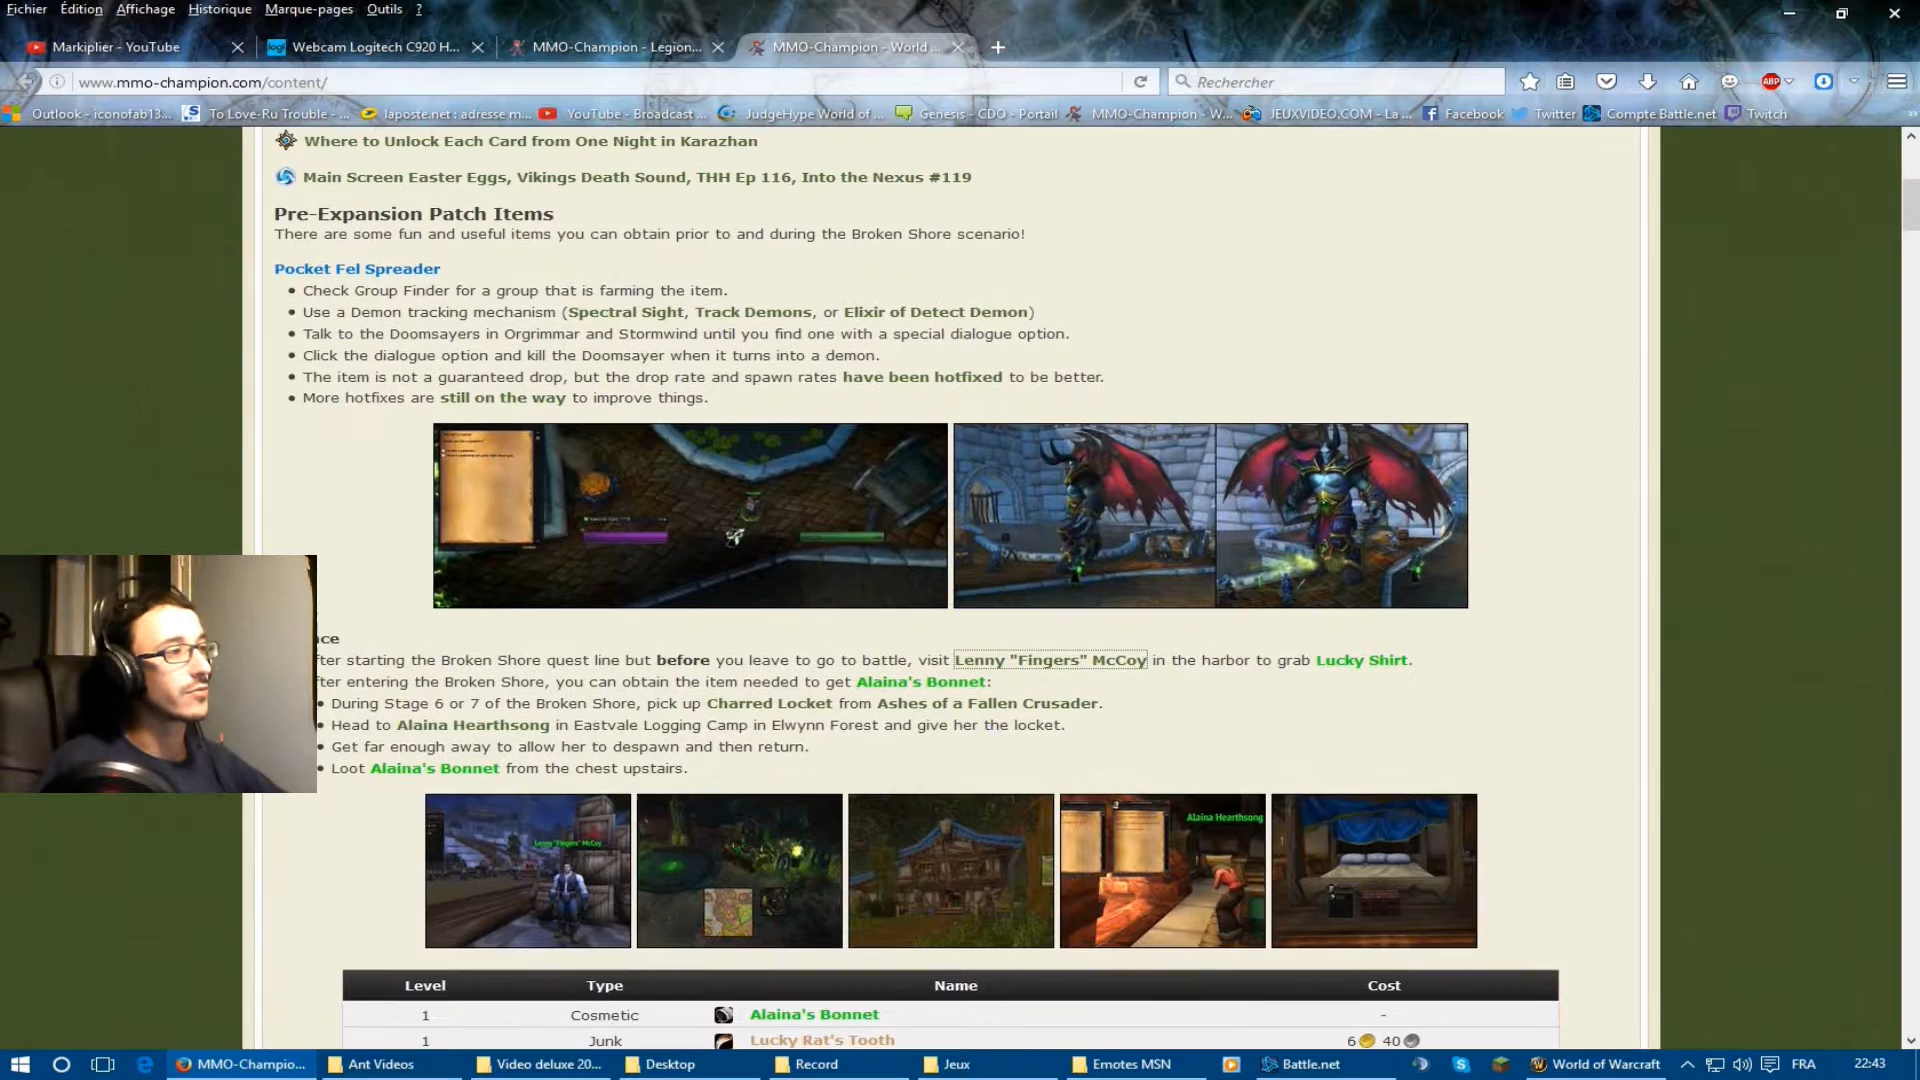 Fichier Édition Affichage Historique Marque-pages Outils ?
Markiplier - YouTube
Webcam Logitech C920 H...
MMO-Champion - Legion...
MMO-Champion - World ...
www.mmo-champion.com/content/
Rechercher
ABP
Outlook - iconofab13...
To Love-Ru Trouble - ...
laposte.net : adresse m...
YouTube - Broadcast ...
JudgeHype World of ...
Genesis - CDO - Portail
MMO-Champion - W...
JEUXVIDEO.COM - La ...
Facebook
Twitter
Compte Battle.net
Twitch
Where to Unlock Each Card from One Night in Karazhan
Main Screen Easter Eggs, Vikings Death Sound, THH Ep 116, Into the Nexus #119
Pre-Expansion Patch Items
There are some fun and useful items you can obtain prior to and during the Broken Shore scenario!
Pocket Fel Spreader
Check Group Finder for a group that is farming the item.
Use a Demon tracking mechanism (Spectral Sight, Track Demons, or Elixir of Detect Demon)
Talk to the Doomsayers in Orgrimmar and Stormwind until you find one with a special dialogue option.
Click the dialogue option and kill the Doomsayer when it turns into a demon.
The item is not a guaranteed drop, but the drop rate and spawn rates have been hotfixed to be better.
More hotfixes are still on the way to improve things.
ce
fter starting the Broken Shore quest line but before you leave to go to battle, visit Lenny "Fingers" McCoy in the harbor to grab Lucky Shirt.
fter entering the Broken Shore, you can obtain the item needed to get Alaina's Bonnet:
During Stage 6 or 7 of the Broken Shore, pick up Charred Locket from Ashes of a Fallen Crusader.
Head to Alaina Hearthsong in Eastvale Logging Camp in Elwynn Forest and give her the locket.
Get far enough away to allow her to despawn and then return.
Loot Alaina's Bonnet from the chest upstairs.
Lenny "Fingers" McCoy
Alaina Hearthsong
Level Type Name Cost
1 Cosmetic Alaina's Bonnet -
1 Junk Lucky Rat's Tooth 6 40
MMO-Champio...
Ant Videos
Video deluxe 20...
Desktop
Record
Jeux
Emotes MSN
Battle.net
World of Warcraft
FRA
22:43